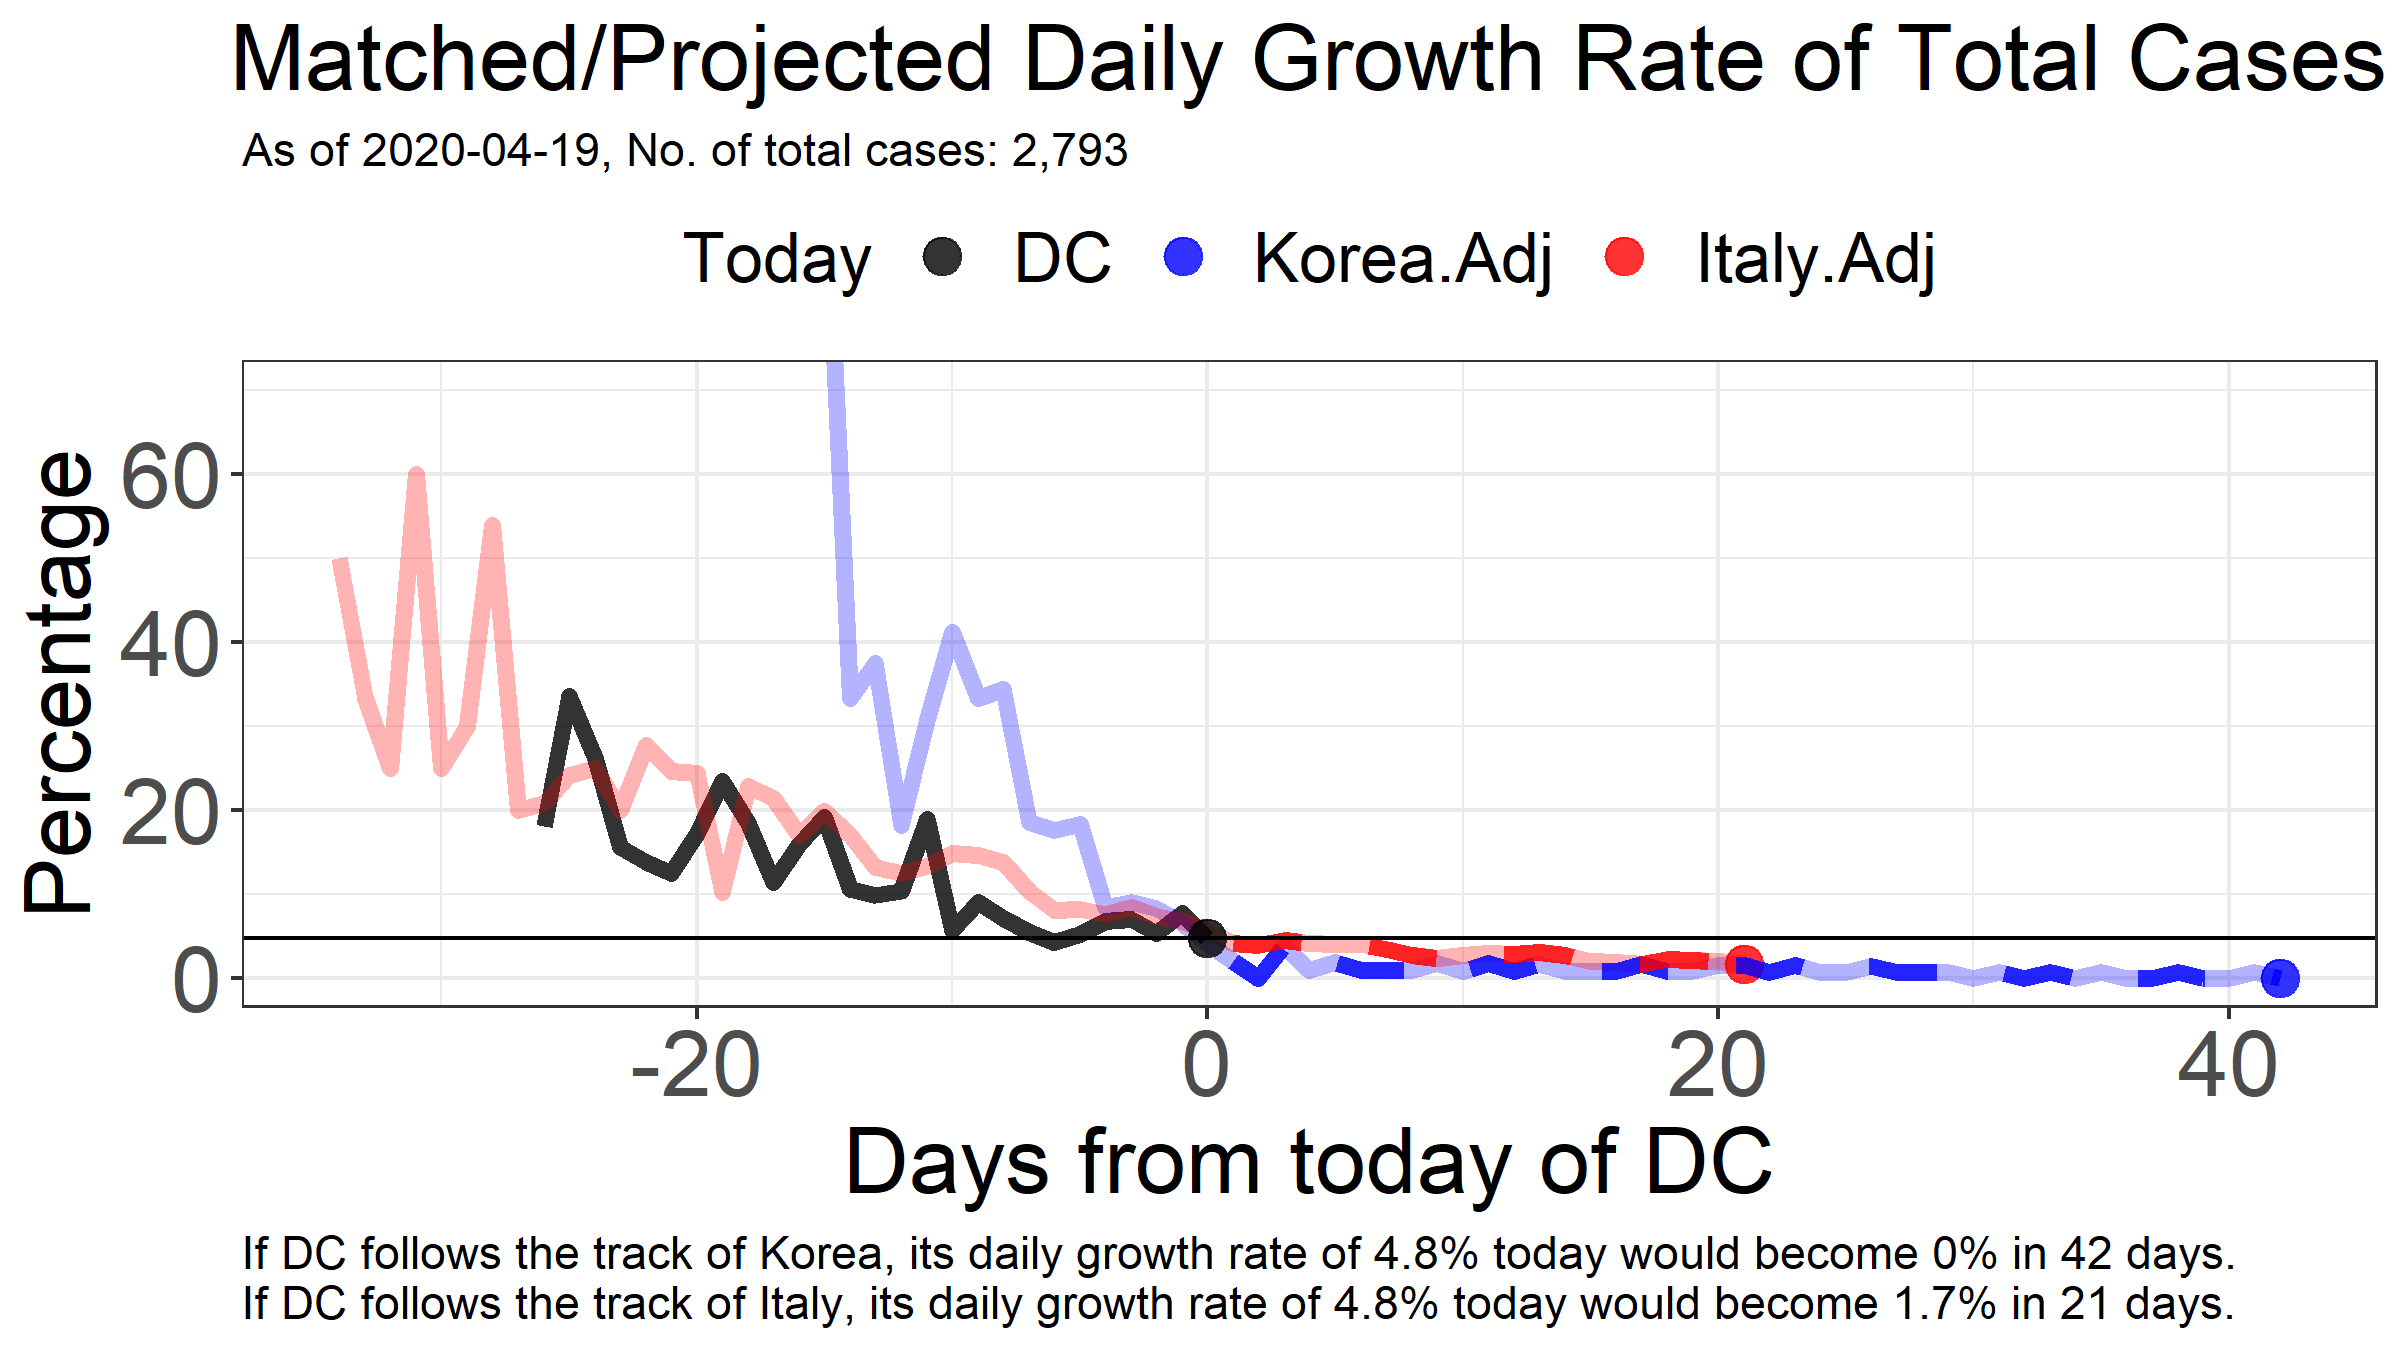 Matched/Projected Daily Growth Rate of Total Cases
As of 2020-04-19, No. of total cases: 2,793
Today DC Korea.Adj Italy.Adj
Percentage
60
40
20
0
-20 0 20 40
Days from today of DC
If DC follows the track of Korea, its daily growth rate of 4.8% today would become 0% in 42 days.
If DC follows the track of Italy, its daily growth rate of 4.8% today would become 1.7% in 21 days.